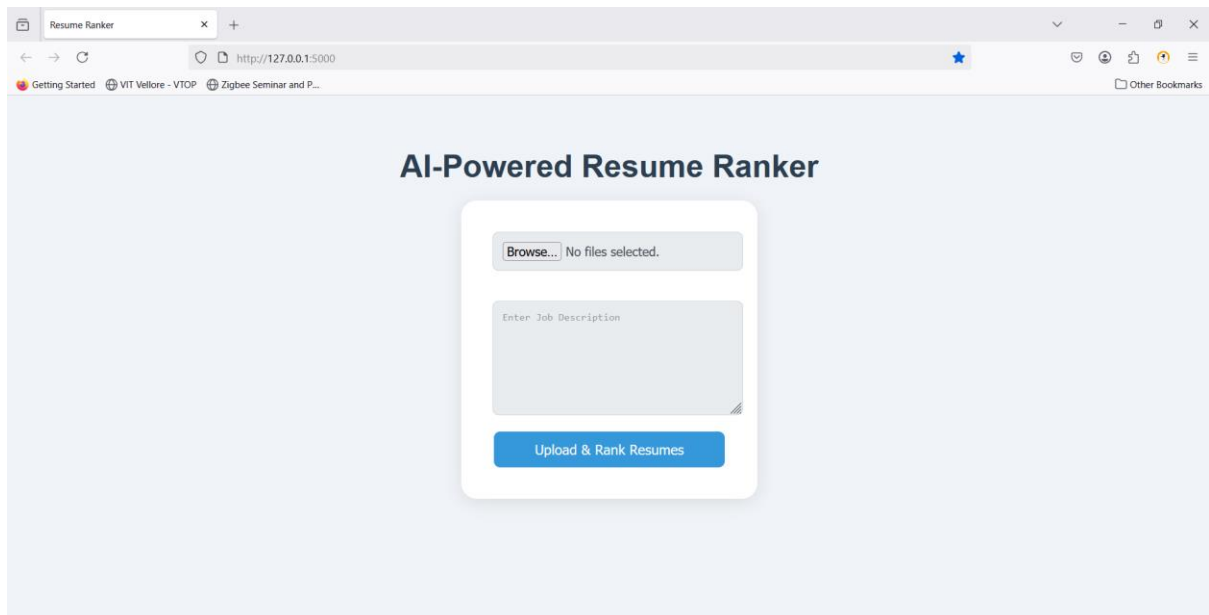 Resume Ranker
http://127.0.0.1:5000
Getting Started VIT Vellore - VTOP Zigbee Seminar and P... Other Bookmarks
AI-Powered Resume Ranker
Browse... No files selected.
Enter Job Description
Upload & Rank Resumes